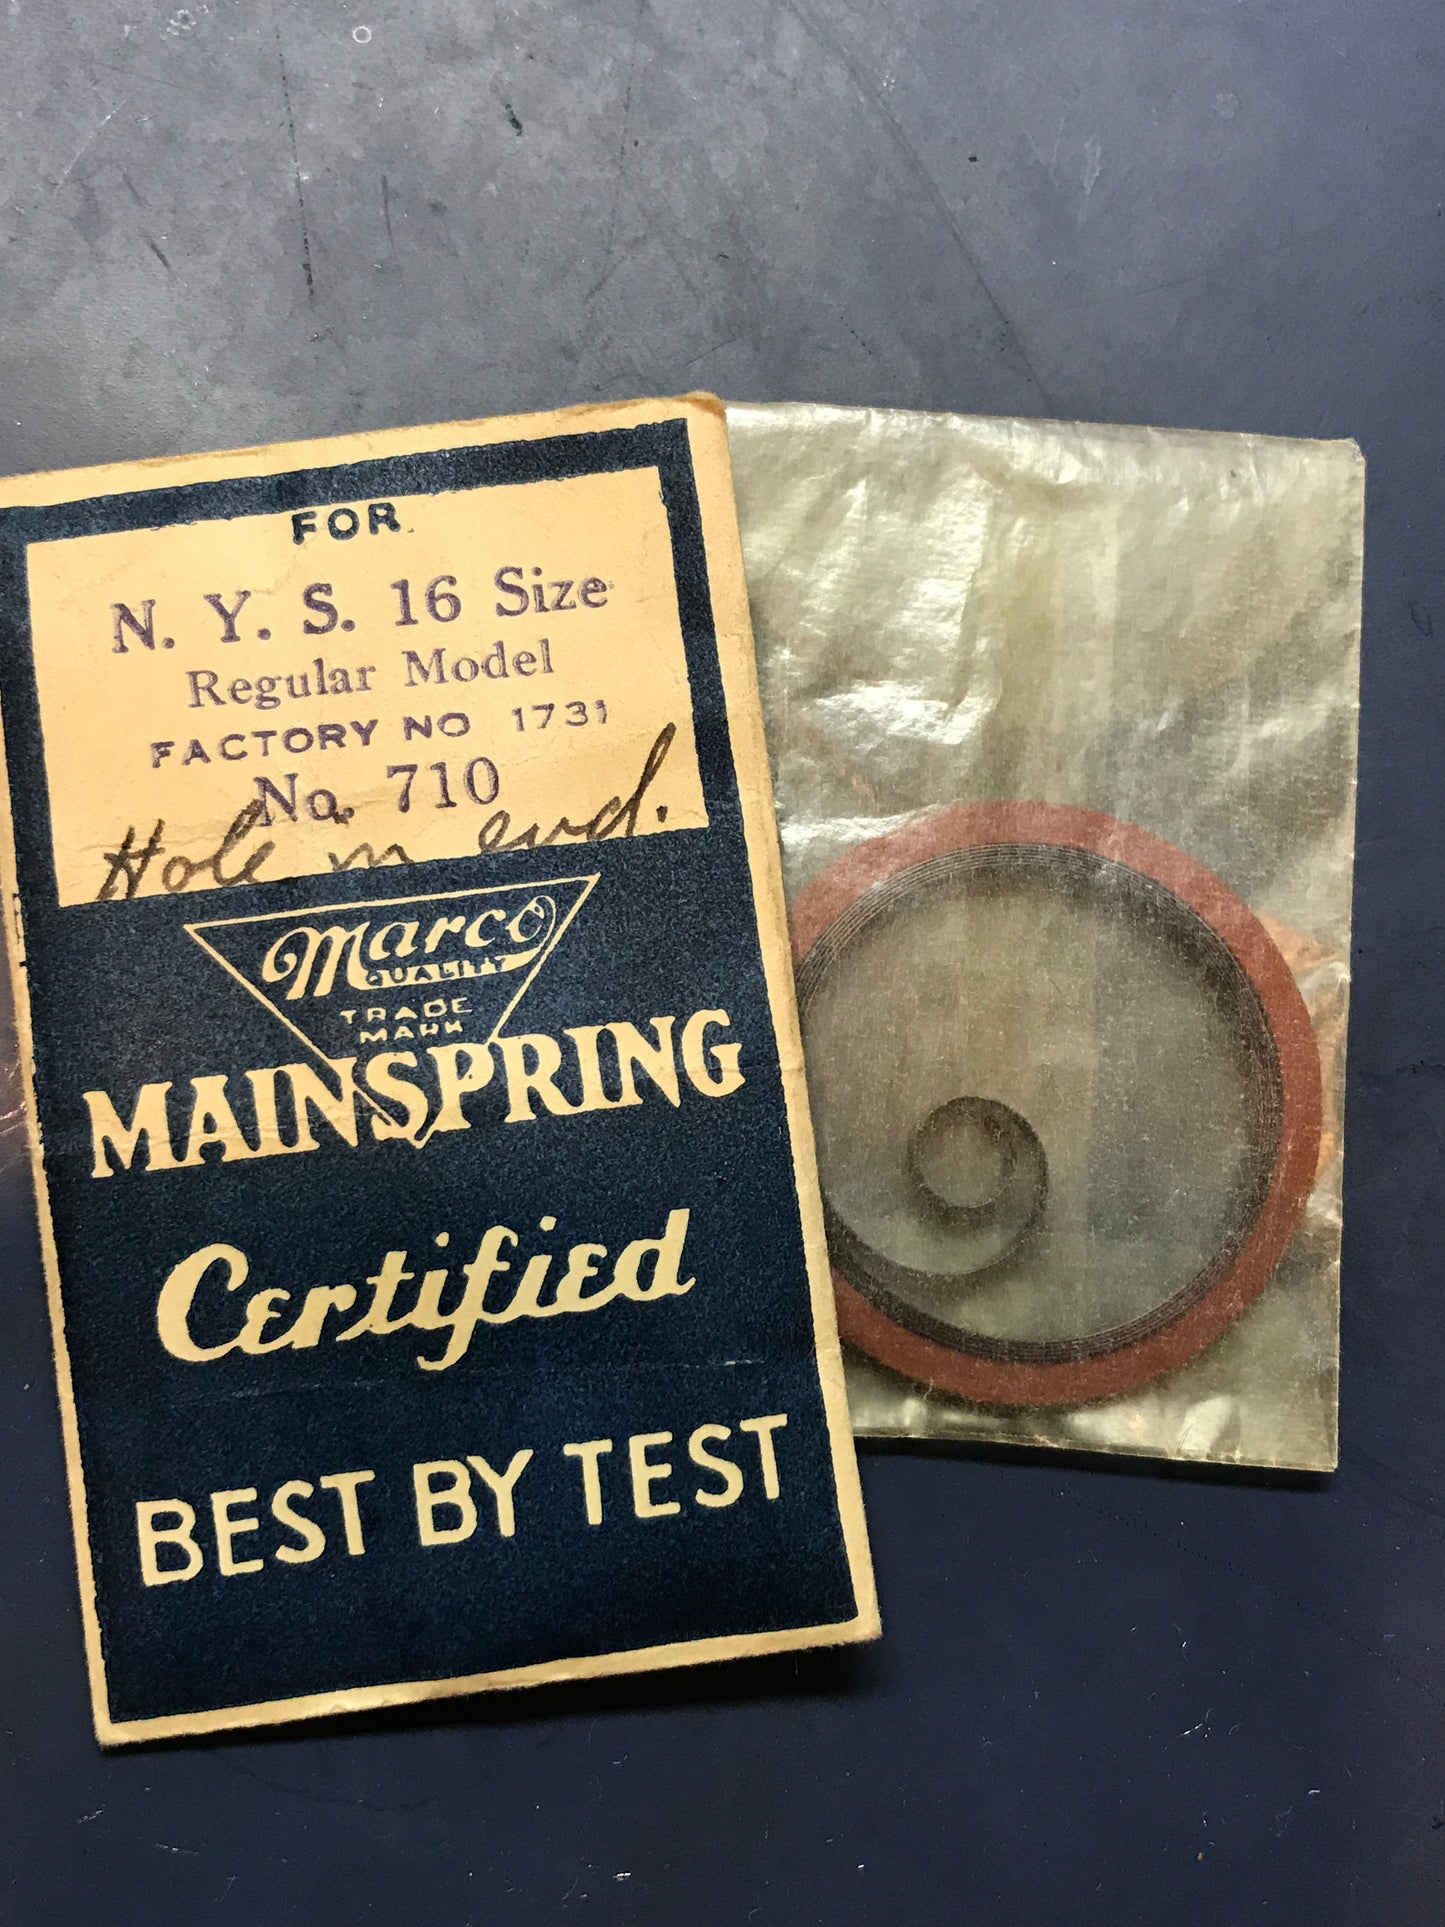 FOR
N. Y. S. 16 Size
Regular Model
FACTORY NO 1731
No. 710
Hole in end.
Marco
QUALITY
TRADE
MARK
MAINSPRING
Certified
BEST BY TEST